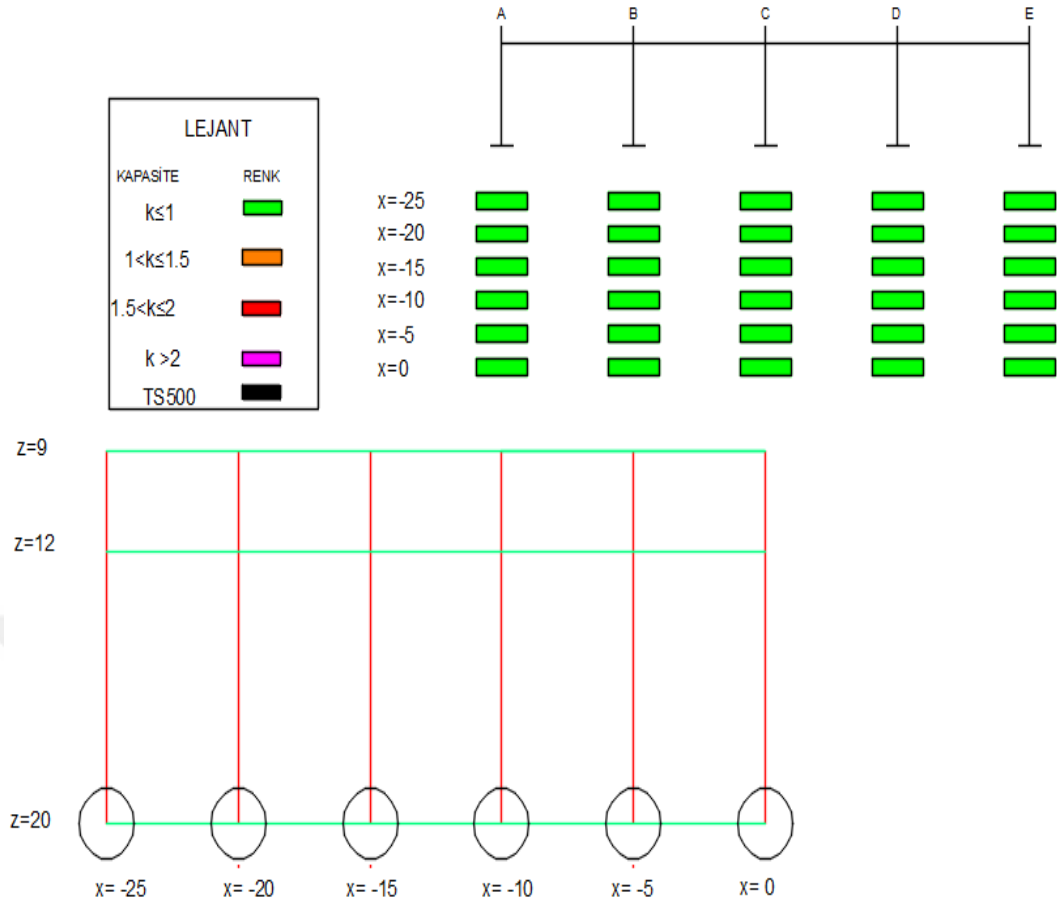 A B C D E
LEJANT
KAPASİTE RENK
k≤1
1<k≤1.5
1.5<k≤2
k >2
TS500
x= -25
x= -20
x= -15
x= -10
x= -5
x= 0
z=9
z=12
z=20
x= -25 x= -20 x= -15 x= -10 x= -5 x= 0